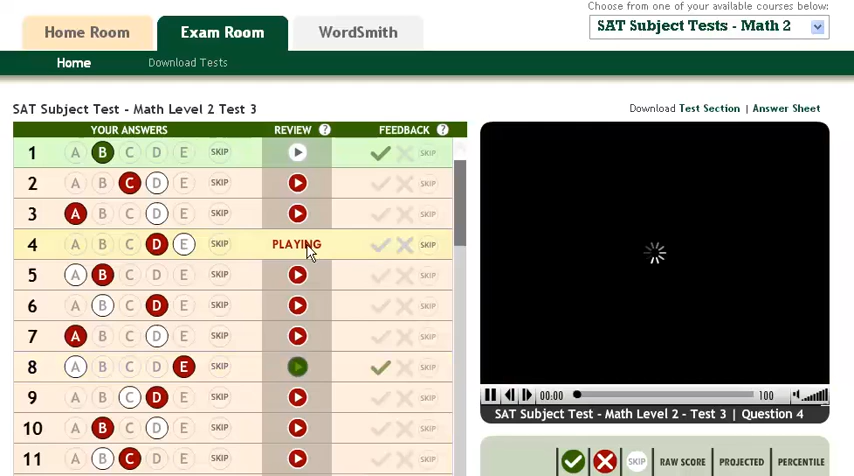 Choose from one of your available courses below:
Home Room Exam Room WordSmith SAT Subject Tests - Math 2
Home Download Tests
SAT Subject Test - Math Level 2 Test 3 Download Test Section | Answer Sheet
YOUR ANSWERS REVIEW ? FEEDBACK ?
1 A B C D E SKIP SKIP
2 A B C D E SKIP SKIP
3 A B C D E SKIP SKIP
4 A B C D E SKIP PLAYING SKIP
5 A B C D E SKIP SKIP
6 A B C D E SKIP SKIP
7 A B C D E SKIP SKIP
8 A B C D E SKIP SKIP
9 A B C D E SKIP SKIP
10 A B C D E SKIP SKIP
11 A B C D E SKIP SKIP
00:00 100
SAT Subject Test - Math Level 2 - Test 3 | Question 4
SKIP RAW SCORE PROJECTED PERCENTILE